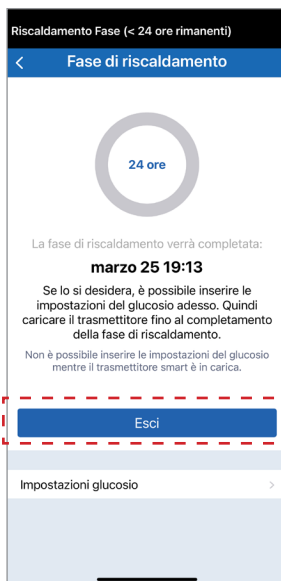 Riscaldamento Fase (< 24 ore rimanenti)
Fase di riscaldamento
24 ore
La fase di riscaldamento verrà completata:
marzo 25 19:13
Se lo si desidera, è possibile inserire le
impostazioni del glucosio adesso. Quindi
caricare il trasmettitore fino al completamento
della fase di riscaldamento.
Non è possibile inserire le impostazioni del glucosio
mentre il trasmettitore smart è in carica.
Esci
Impostazioni glucosio